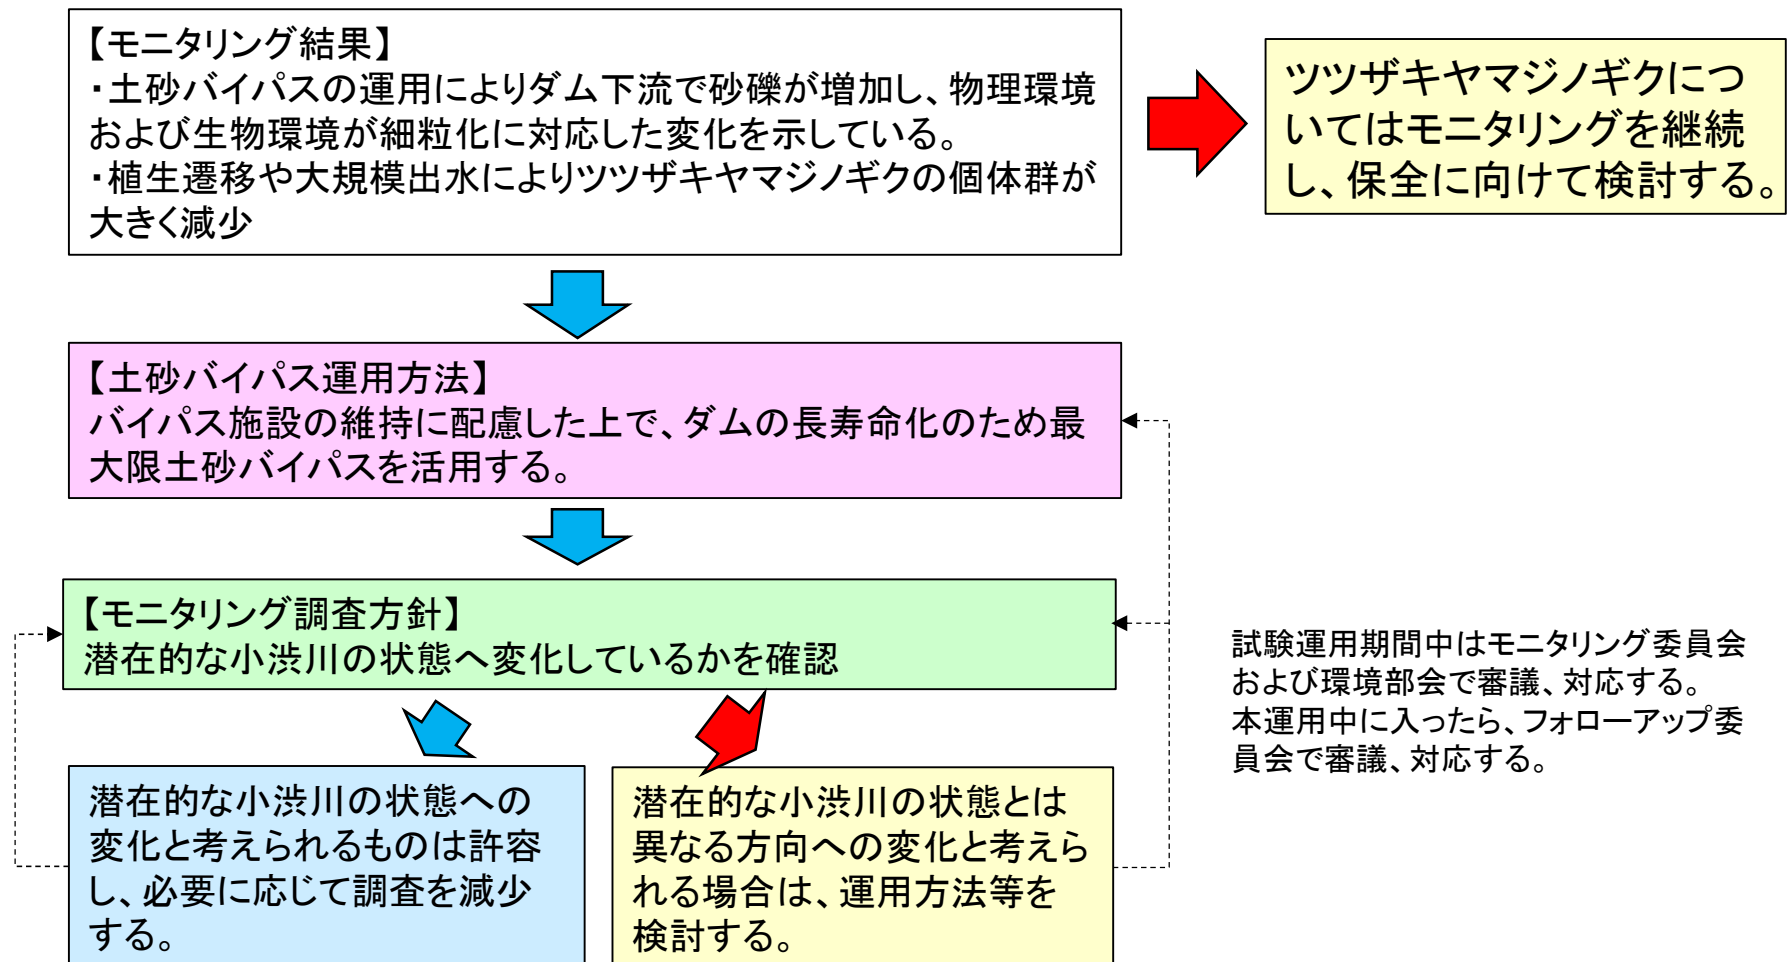 【モニタリング結果】
・土砂バイパスの運用によりダム下流で砂礫が増加し、物理環境
および生物環境が細粒化に対応した変化を示している。
・植生遷移や大規模出水によりツツザキヤマジノギクの個体群が
大きく減少
ツツザキヤマジノギクにつ
いてはモニタリングを継続
し、保全に向けて検討する。
【土砂バイパス運用方法】
バイパス施設の維持に配慮した上で、ダムの長寿命化のため最
大限土砂バイパスを活用する。
【モニタリング調査方針】
潜在的な小渋川の状態へ変化しているかを確認
試験運用期間中はモニタリング委員会
および環境部会で審議、対応する。
本運用中に入ったら、フォローアップ委
員会で審議、対応する。
潜在的な小渋川の状態への
変化と考えられるものは許容
し、必要に応じて調査を減少
する。
潜在的な小渋川の状態とは
異なる方向への変化と考えら
れる場合は、運用方法等を
検討する。